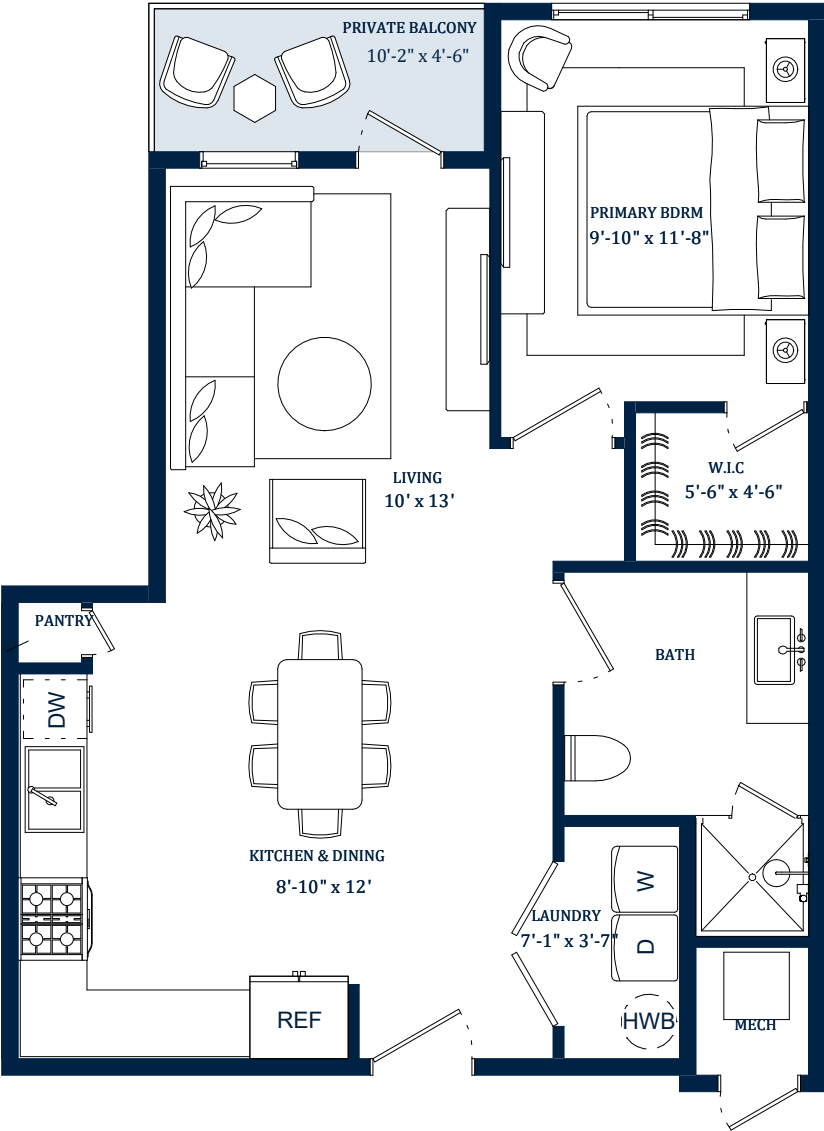 PRIVATE BALCONY
10'-2" x 4'-6"
PRIMARY BDRM
9'-10" x 11'-8"
LIVING
10' x 13'
W.I.C
5'-6" x 4'-6"
PANTRY
BATH
DW
KITCHEN & DINING
8'-10" x 12'
W
LAUNDRY
7'-1" x 3'-7"
D
REF
HWB
MECH